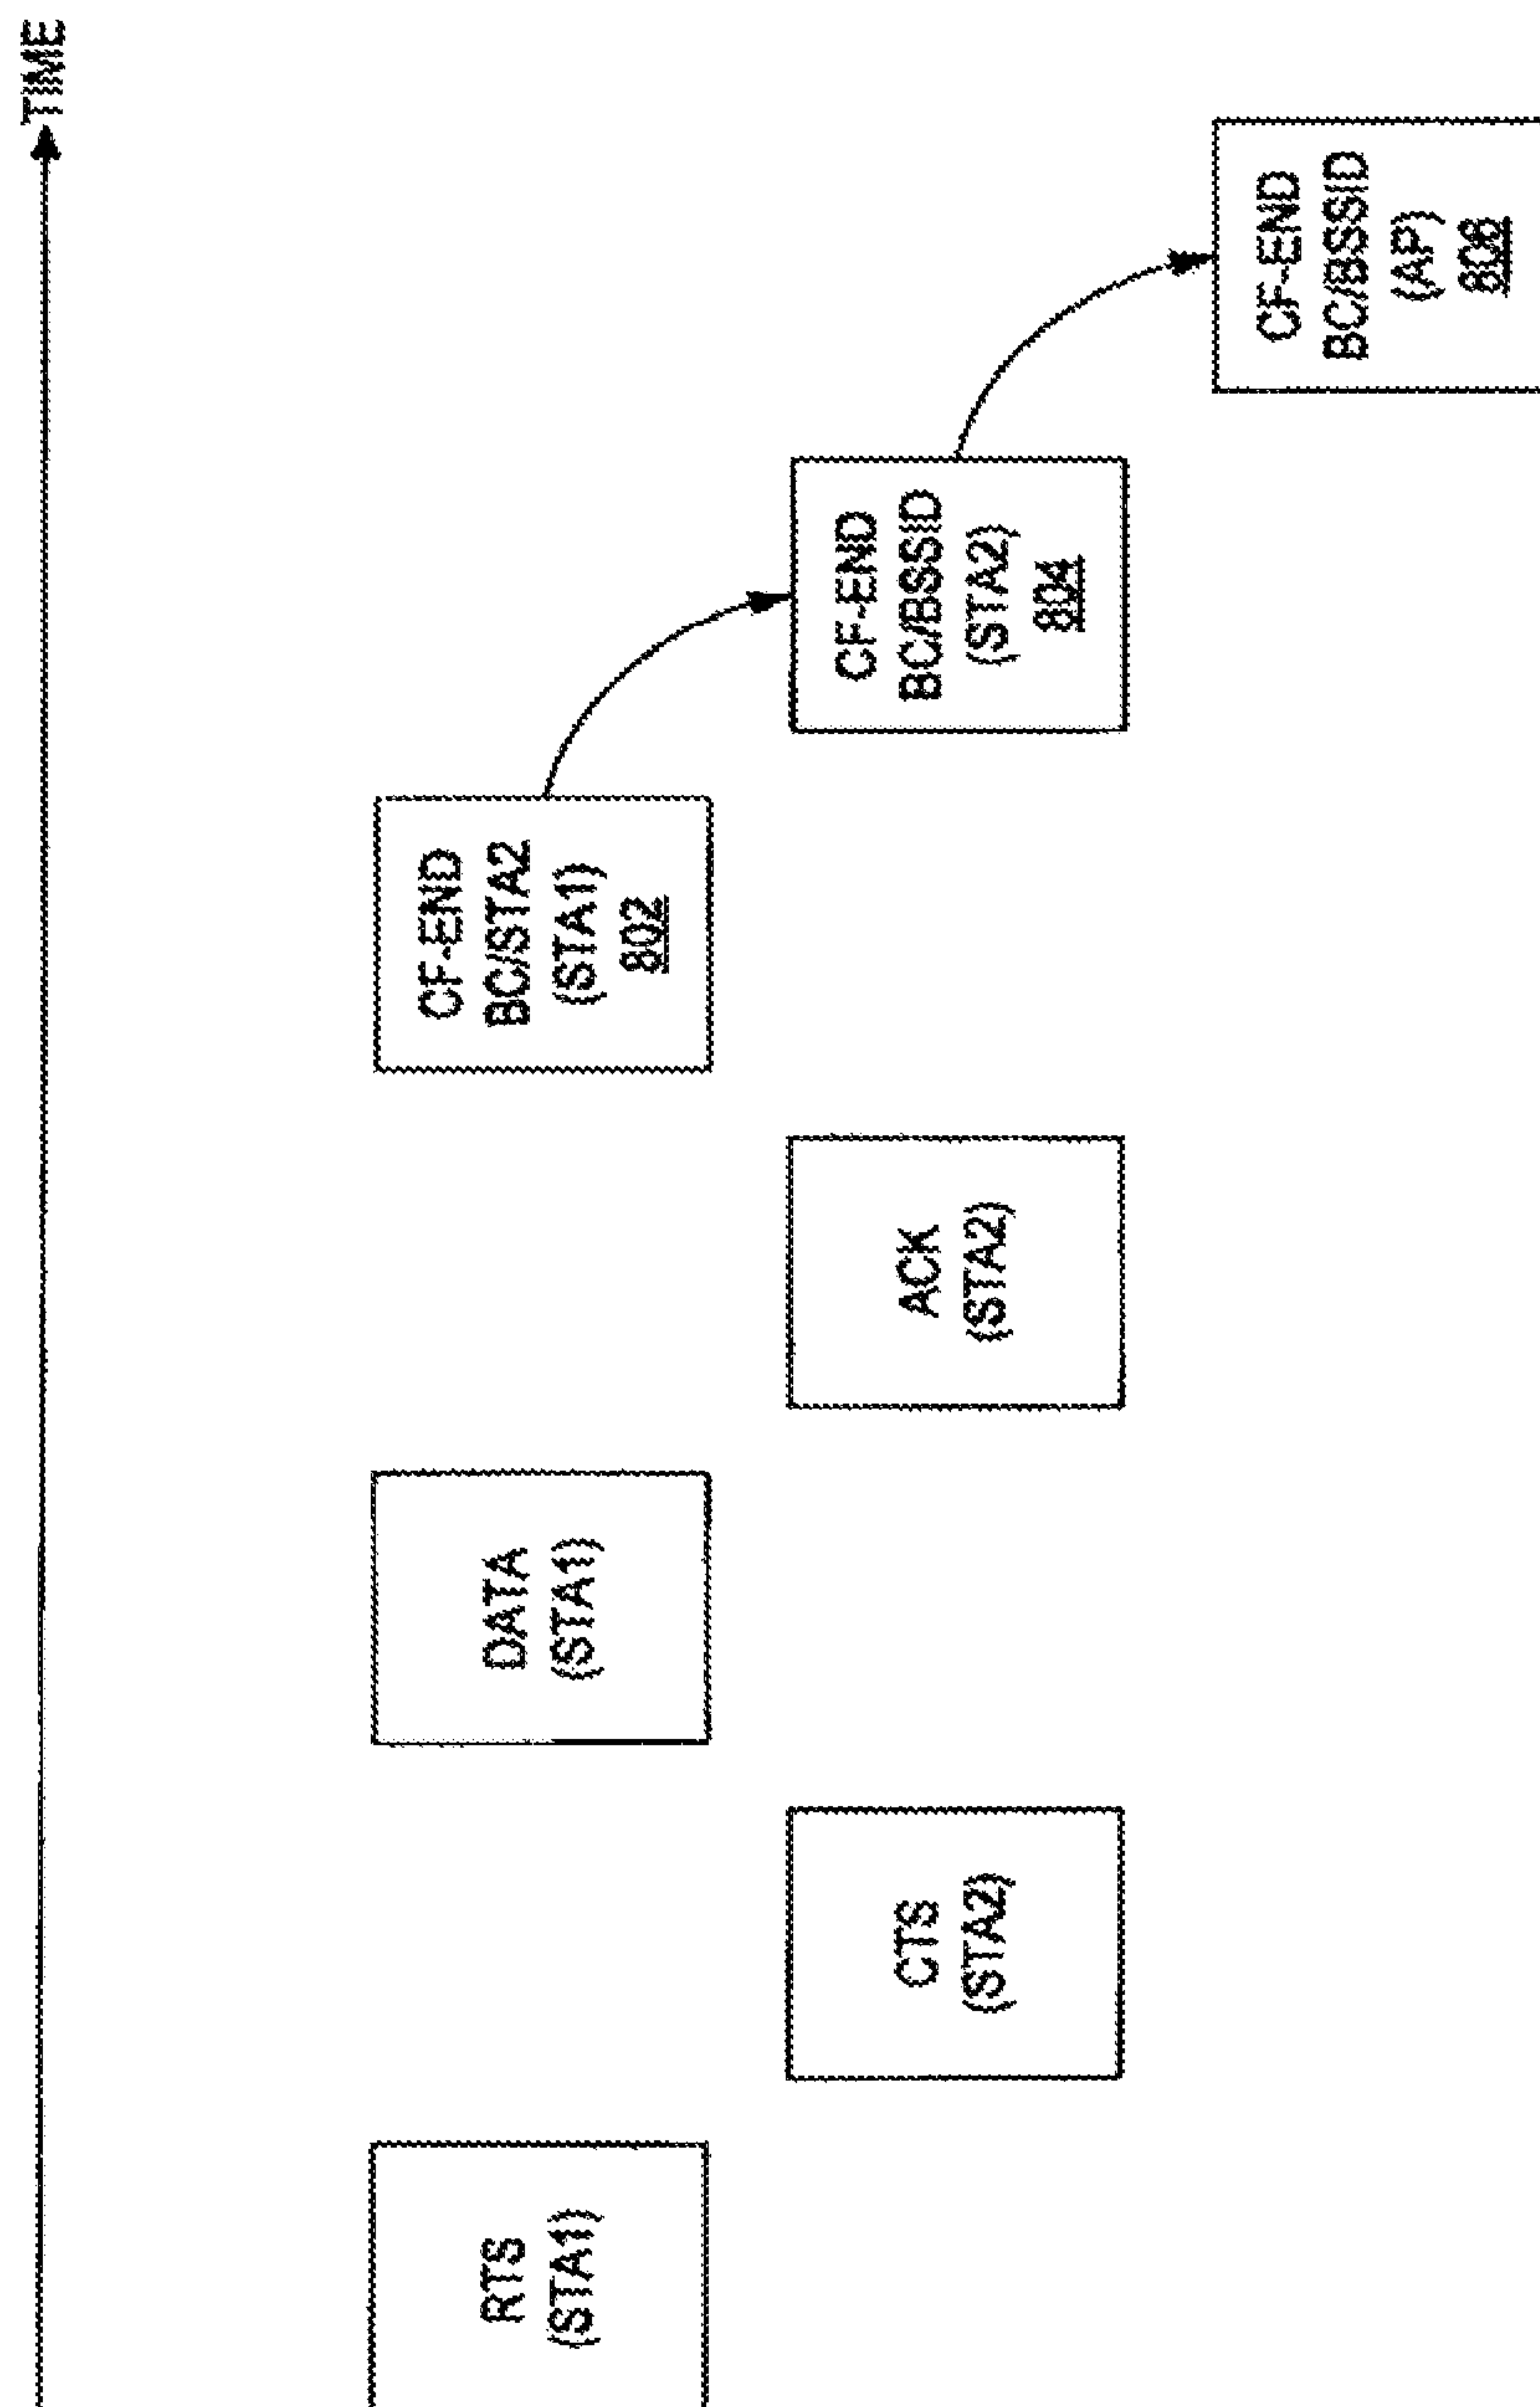 TIME
RTS
(STA1)
CTS
(STA2)
DATA
(STA1)
ACK
(STA2)
CF-END
BC/STA2
(STA1)
802
CF-END
BC/BSSID
(STA2)
804
CF-END
BC/BSSID
(AP)
806